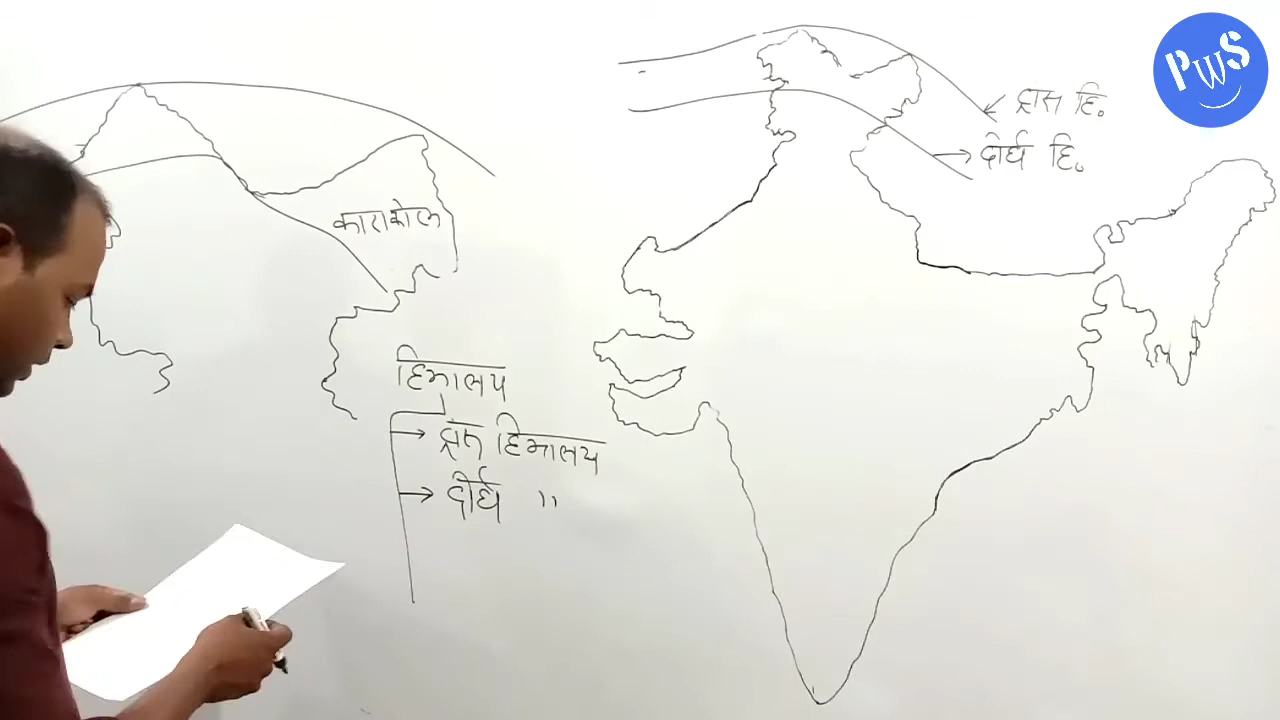 PWS
ट्रांस हि०
दीर्घ हि०
काराकोरम
हिमालय
ट्रांस हिमालय
दीर्घ "